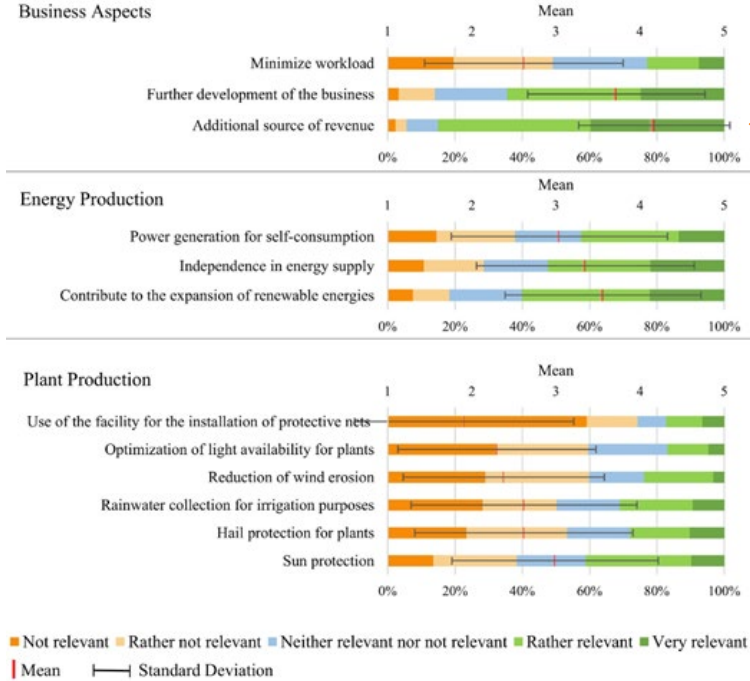 Business Aspects
Mean
1 2 3 4 5
Minimize workload
Further development of the business
Additional source of revenue
0% 20% 40% 60% 80% 100%
Mean
Energy Production
1 2 3 4 5
Power generation for self-consumption
Independence in energy supply
Contribute to the expansion of renewable energies
0% 20% 40% 60% 80% 100%
Mean
Plant Production
1 2 3 4 5
Use of the facility for the installation of protective nets
Optimization of light availability for plants
Reduction of wind erosion
Rainwater collection for irrigation purposes
Hail protection for plants
Sun protection
0% 20% 40% 60% 80% 100%
Not relevant Rather not relevant Neither relevant nor not relevant Rather relevant Very relevant
Mean Standard Deviation